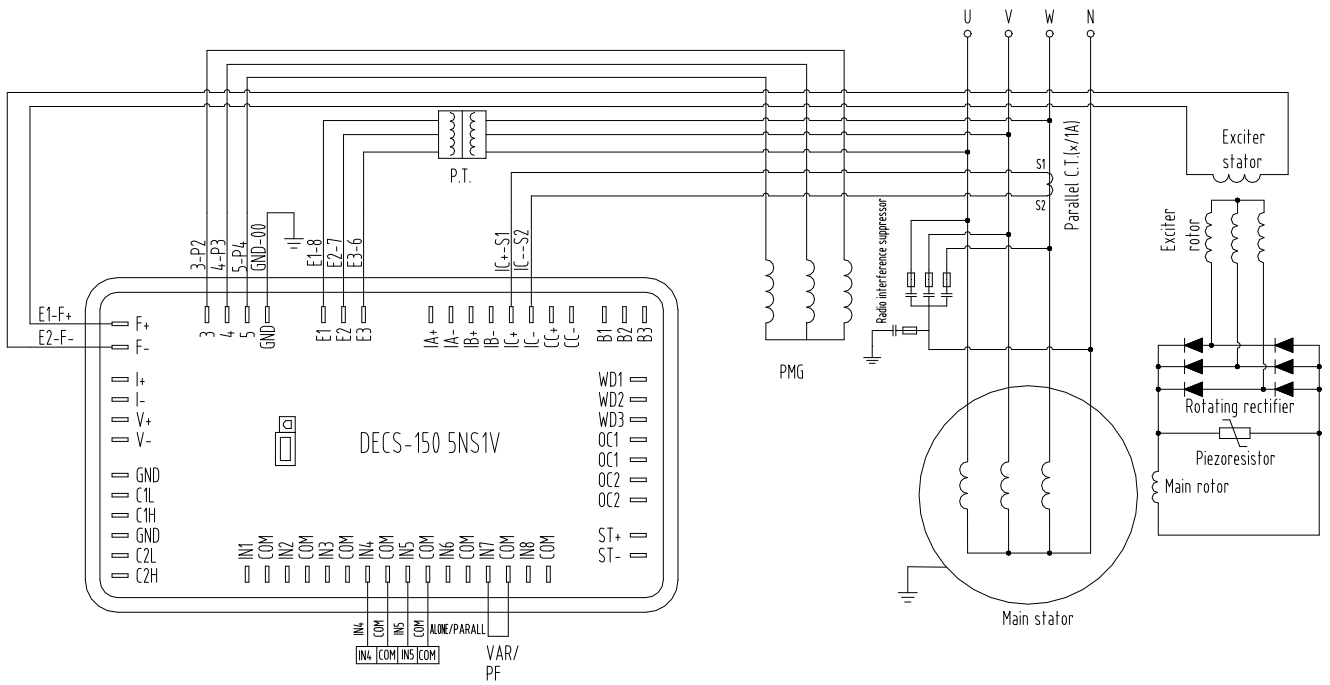 U V W N
P.T.
S1
S2
Parallel C.T.(x/1A)
Exciter
stator
Exciter
rotor
Radio interference suppressor
3-P2
4-P3
5-P4
GND-00
E1-8
E2-7
E3-6
IC+-S1
IC--S2
E1-F+
E2-F-
F+
F-
I+
I-
V+
V-
GND
C1L
C1H
GND
C2L
C2H
3
4
5
GND
E1
E2
E3
IA+
IA-
IB+
IB-
IC+
IC-
CC+
CC-
B1
B2
B3
WD1
WD2
WD3
OC1
OC1
OC2
OC2
ST+
ST-
DECS-150 5NS1V
IN1
COM
IN2
COM
IN3
COM
IN4
COM
IN5
COM
IN6
COM
IN7
COM
IN8
COM
IN4
COM
IN5
COM
ALONE/PARALL
IN4 COM IN5 COM
VAR/
PF
PMG
Rotating rectifier
Piezoresistor
Main rotor
Main stator